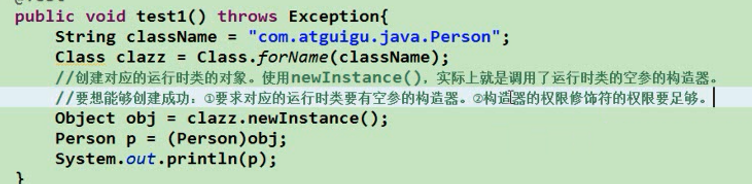 public void test1() throws Exception{
String className = "com.atguigu.java.Person";
Class clazz = Class.forName(className);
//创建对应的运行时类的对象。使用newInstance()，实际上就是调用了运行时类的空参的构造器。
//要想能够创建成功：①要求对应的运行时类要有空参的构造器。②构造器的权限修饰符的权限要足够。
Object obj = clazz.newInstance();
Person p = (Person)obj;
System.out.println(p);
}